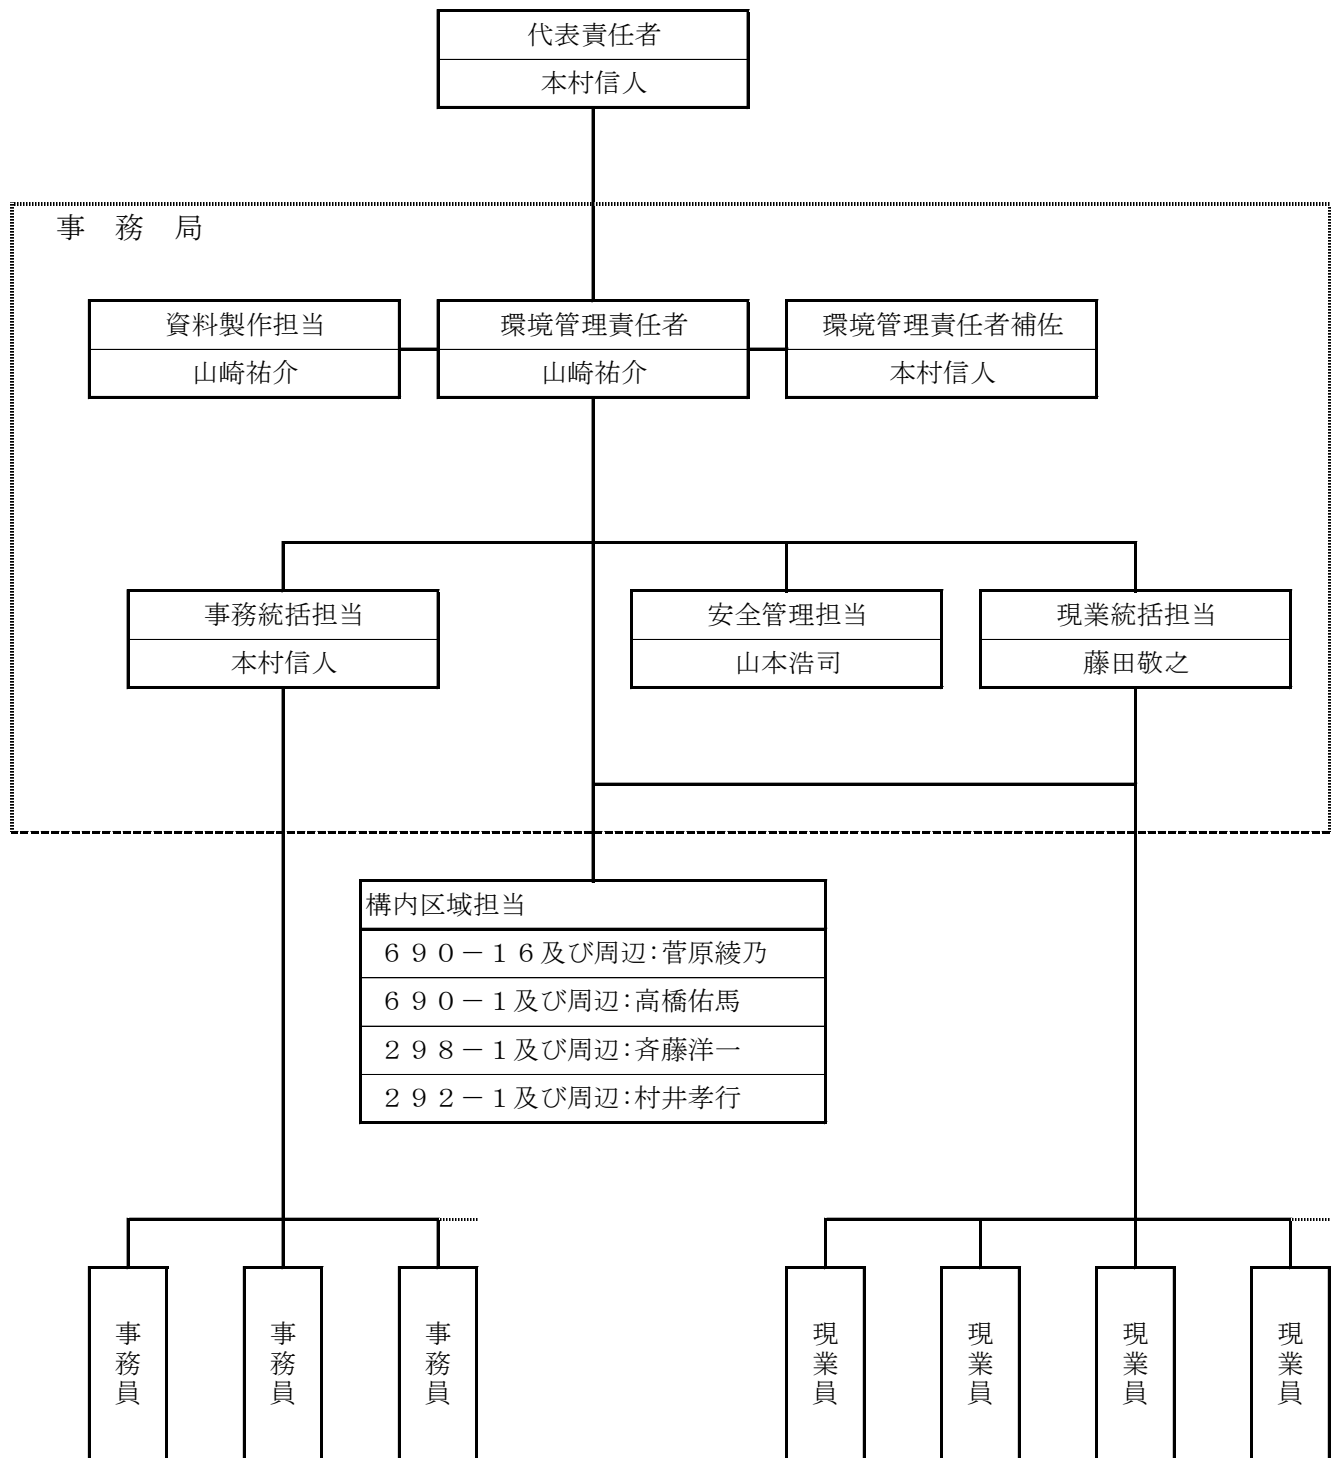 代表責任者
本村信人
事　務　局
資料製作担当
山崎祐介
環境管理責任者
山崎祐介
環境管理責任者補佐
本村信人
事務統括担当
本村信人
安全管理担当
山本浩司
現業統括担当
藤田敬之
構内区域担当
６９０－１６及び周辺：菅原綾乃
６９０－１及び周辺：高橋佑馬
２９８－１及び周辺：斉藤洋一
２９２－１及び周辺：村井孝行
事務員
事務員
事務員
現業員
現業員
現業員
現業員